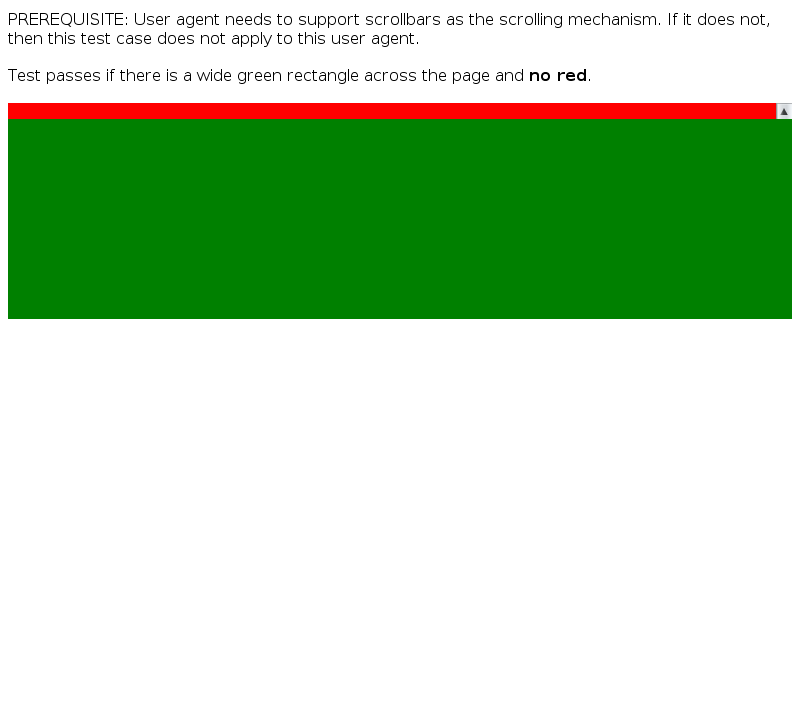 PREREQUISITE: User agent needs to support scrollbars as the scrolling mechanism. If it does not,
then this test case does not apply to this user agent.
Test passes if there is a wide green rectangle across the page and no red.